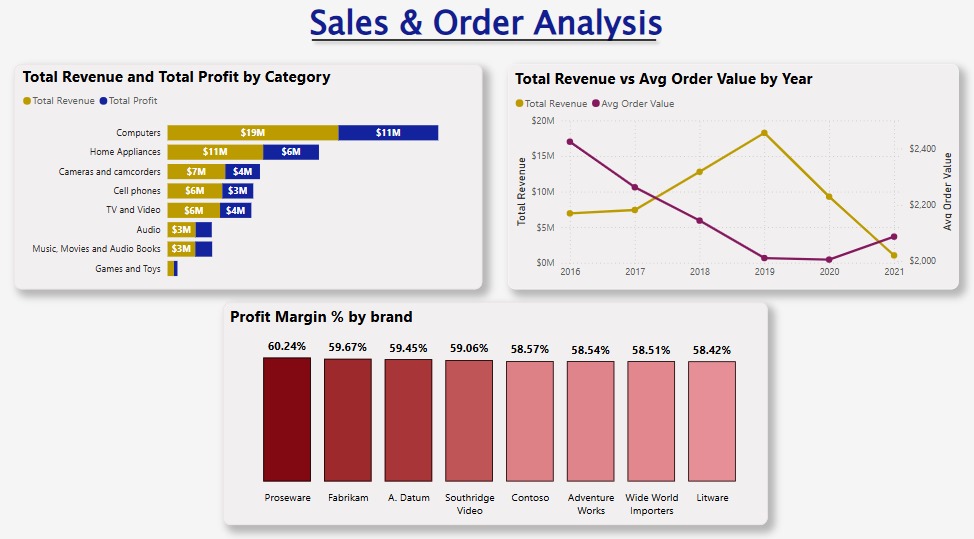 Sales & Order Analysis
Total Revenue and Total Profit by Category
Total Revenue Total Profit
Computers $19M $11M
Home Appliances $11M $6M
Cameras and camcorders $7M $4M
Cell phones $6M $3M
TV and Video $6M $4M
Audio $3M
Music, Movies and Audio Books $3M
Games and Toys
Total Revenue vs Avg Order Value by Year
Total Revenue Avg Order Value
Total Revenue
$20M
$15M
$10M
$5M
$0M
2016 2017 2018 2019 2020 2021
$2,400
$2,200
$2,000
Avg Order Value
Profit Margin % by brand
60.24% 59.67% 59.45% 59.06% 58.57% 58.54% 58.51% 58.42%
Proseware Fabrikam A. Datum Southridge Contoso Adventure Wide World Litware
Video Works Importers